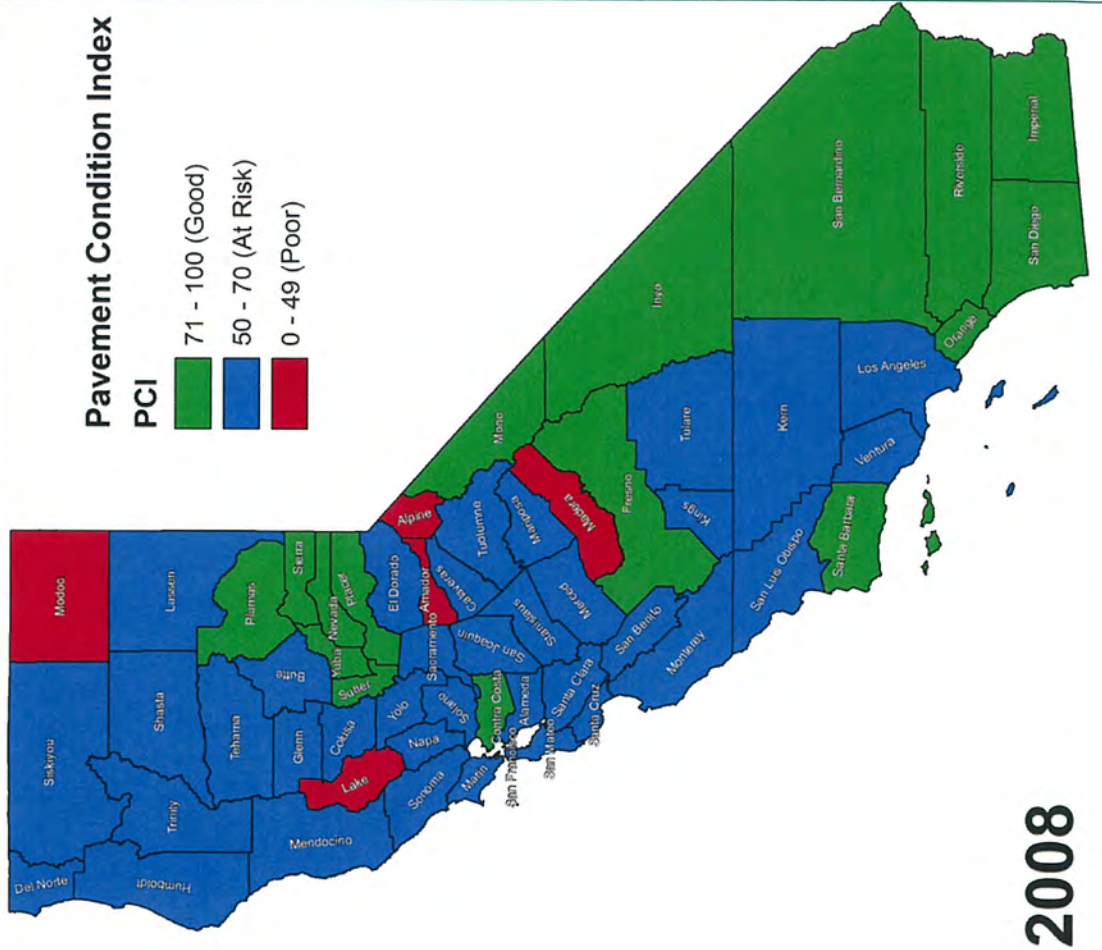 Pavement Condition Index
PCI
71 - 100 (Good)
50 - 70 (At Risk)
0 - 49 (Poor)
Del Norte
Siskiyou
Modoc
Humboldt
Trinity
Shasta
Lassen
Tehama
Plumas
Mendocino
Glenn
Butte
Sierra
Lake
Colusa
Sutter
Yuba
Nevada
Placer
Sonoma
Napa
Yolo
El Dorado
Marin
Solano
Sacramento
Amador
Alpine
San Francisco
Contra Costa
San Joaquin
Calaveras
Tuolumne
Mono
San Mateo
Alameda
Stanislaus
Mariposa
Santa Cruz
Santa Clara
Merced
Madera
San Benito
Fresno
Inyo
Monterey
Kings
Tulare
San Luis Obispo
Kern
San Bernardino
Santa Barbara
Ventura
Los Angeles
Orange
Riverside
San Diego
Imperial
2008